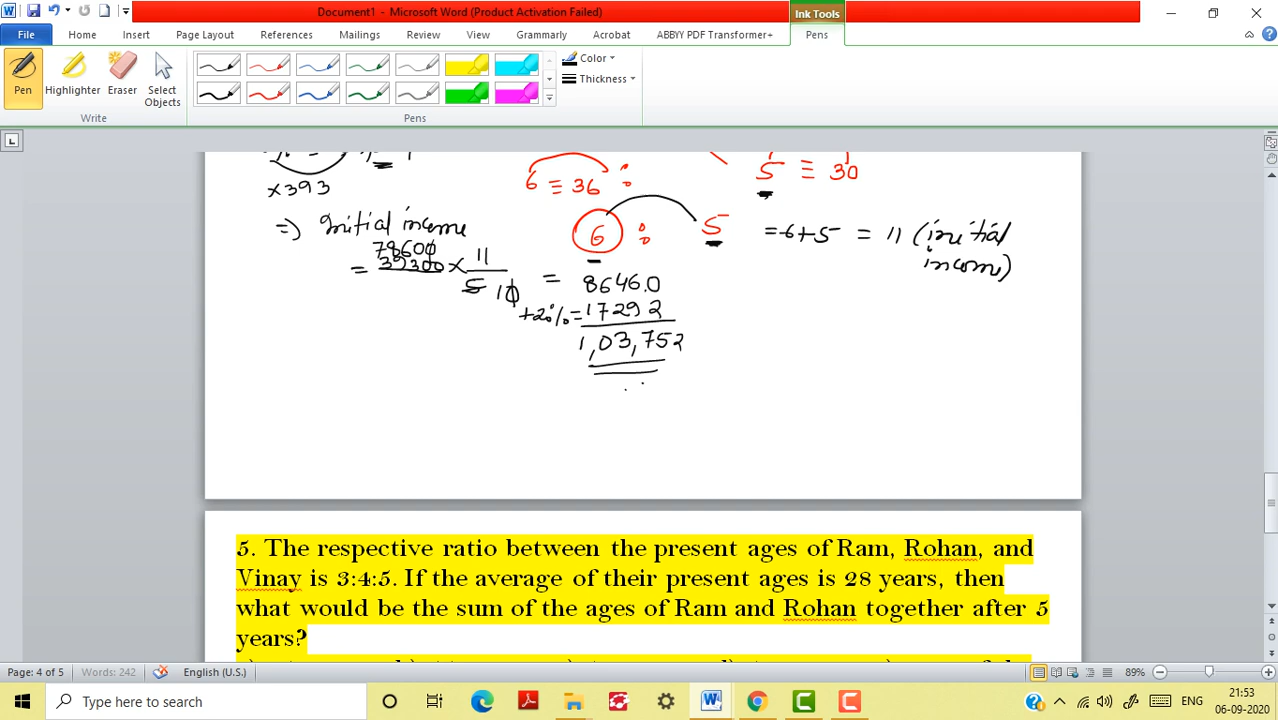 Document1 - Microsoft Word (Product Activation Failed)
Ink Tools
File Home Insert Page Layout References Mailings Review View Grammarly Acrobat ABBYY PDF Transformer+ Pens
Pen Highlighter Eraser Select Objects
Color
Thickness
Write Pens
×393
6 ≡ 36 :
5 ≡ 30
⇒ Initial income
6 : 5 = 6+5 = 11 (initial
income)
78600
= 39300 × 11
5 10
= 86460
+20% = 17292
1,03,752
5. The respective ratio between the present ages of Ram, Rohan, and
Vinay is 3:4:5. If the average of their present ages is 28 years, then
what would be the sum of the ages of Ram and Rohan together after 5
years?
Page: 4 of 5 Words: 242 English (U.S.) 89%
Type here to search
ENG
21:53
06-09-2020